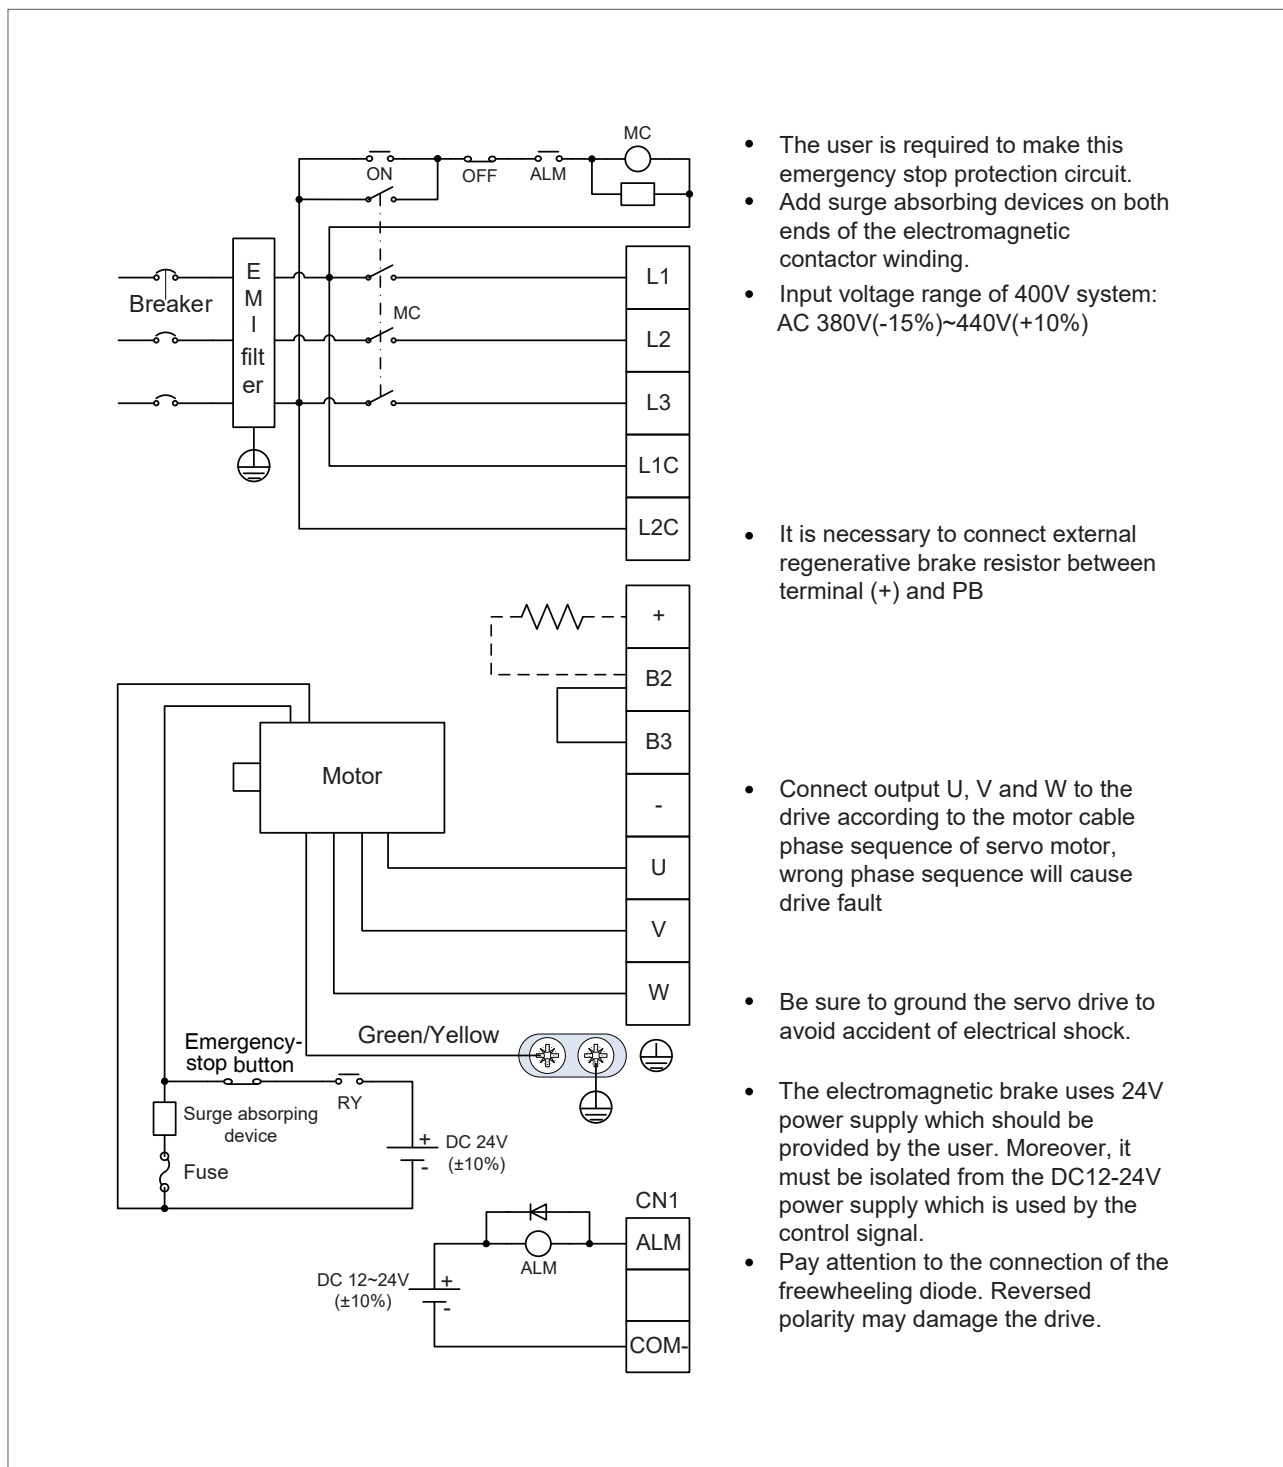 MC
ON
OFF
ALM
Breaker
E
M
I
filt
er
MC
L1
L2
L3
L1C
L2C
+
B2
B3
-
U
V
W
Motor
Green/Yellow
Emergency-
stop button
RY
Surge absorping
device
Fuse
+
-
DC 24V
(±10%)
CN1
ALM
COM-
ALM
DC 12~24V
(±10%)
+
-
• The user is required to make this
emergency stop protection circuit.
• Add surge absorbing devices on both
ends of the electromagnetic
contactor winding.
• Input voltage range of 400V system:
AC 380V(-15%)~440V(+10%)
• It is necessary to connect external
regenerative brake resistor between
terminal (+) and PB
• Connect output U, V and W to the
drive according to the motor cable
phase sequence of servo motor,
wrong phase sequence will cause
drive fault
• Be sure to ground the servo drive to
avoid accident of electrical shock.
• The electromagnetic brake uses 24V
power supply which should be
provided by the user. Moreover, it
must be isolated from the DC12-24V
power supply which is used by the
control signal.
• Pay attention to the connection of the
freewheeling diode. Reversed
polarity may damage the drive.